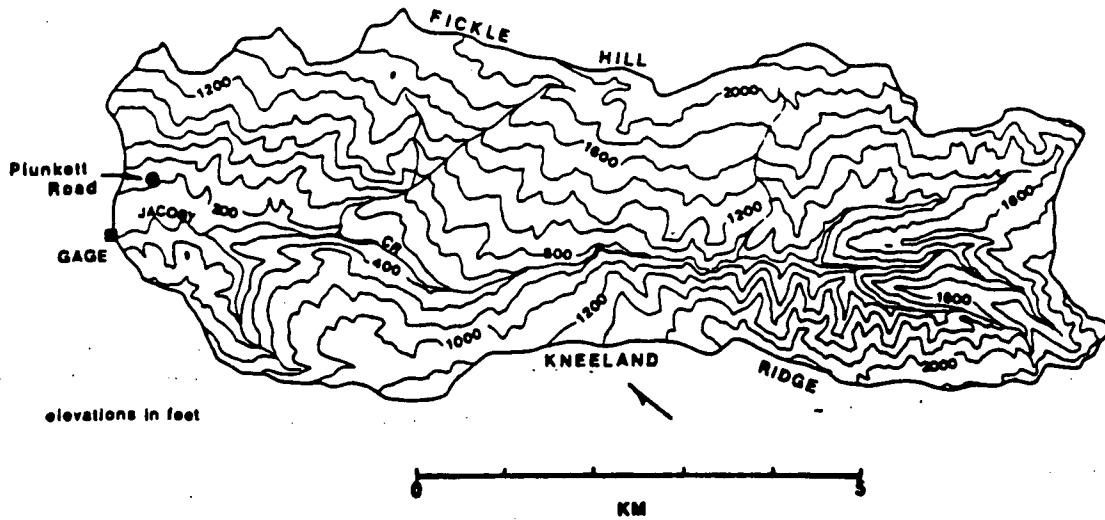 FICKLE HILL
1200
2000
1600
Plunkett
Road
1600
JACOBY
200
1200
CR
GAGE
800
400
1600
1200
1000
KNEELAND
RIDGE
2000
elevations in feet
0
5
KM